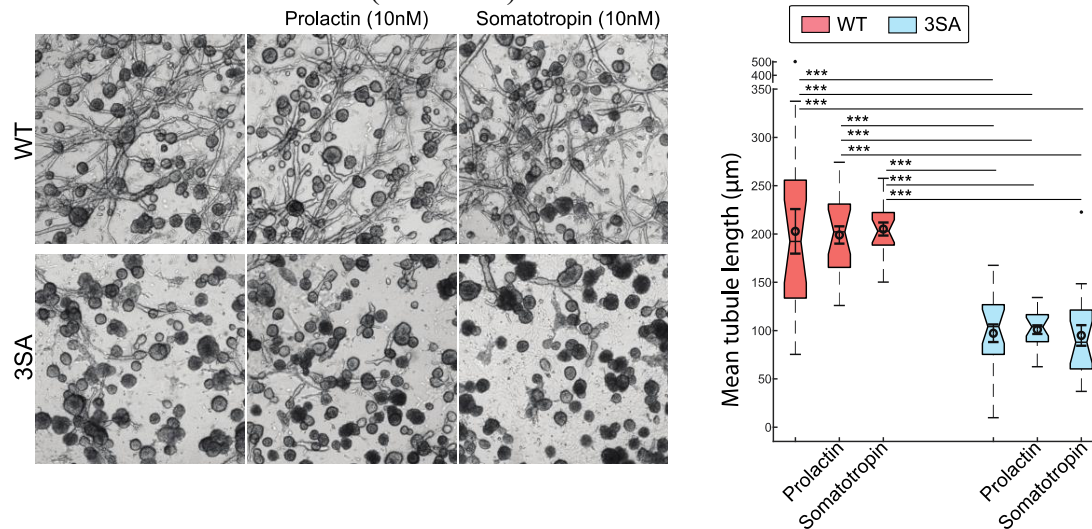 Prolactin (10nM)
Somatotropin (10nM)
WT
3SA
WT
3SA
Mean tubule length (μm)
500
400
350
300
250
200
150
100
50
0
***
***
***
***
***
***
***
***
***
Prolactin
Somatotropin
Prolactin
Somatotropin